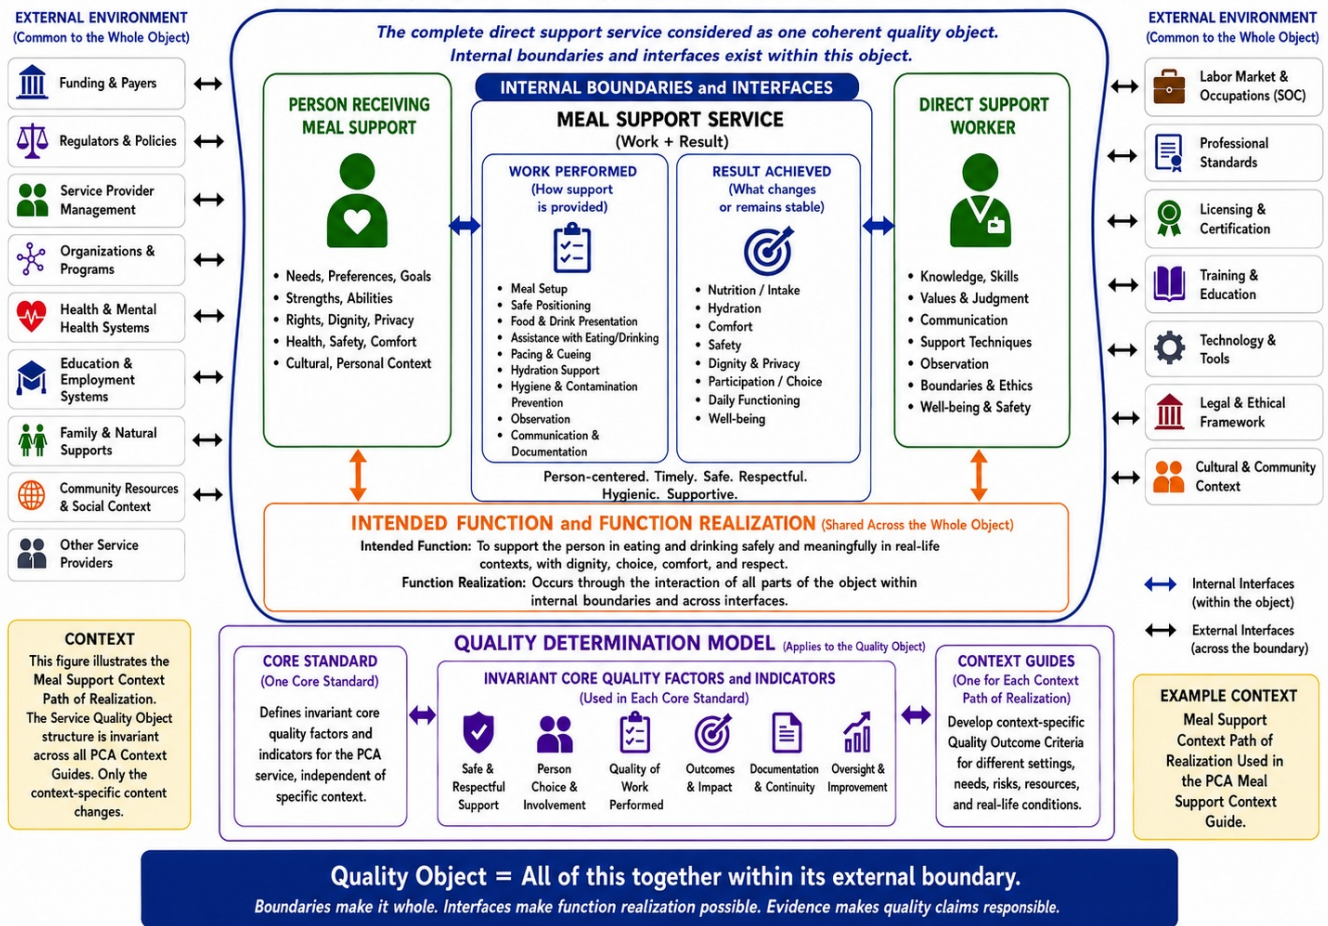 EXTERNAL ENVIRONMENT
(Common to the Whole Object)
Funding & Payers
Regulators & Policies
Service Provider
Management
Organizations &
Programs
Health & Mental
Health Systems
Education &
Employment
Systems
Family & Natural
Supports
Community Resources
& Social Context
Other Service
Providers
The complete direct support service considered as one coherent quality object.
Internal boundaries and interfaces exist within this object.
PERSON RECEIVING
MEAL SUPPORT
• Needs, Preferences, Goals
• Strengths, Abilities
• Rights, Dignity, Privacy
• Health, Safety, Comfort
• Cultural, Personal Context
INTERNAL BOUNDARIES and INTERFACES
MEAL SUPPORT SERVICE
(Work + Result)
WORK PERFORMED
(How support
is provided)
• Meal Setup
• Safe Positioning
• Food & Drink Presentation
• Assistance with Eating/Drinking
• Pacing & Cueing
• Hydration Support
• Hygiene & Contamination
Prevention
• Observation
• Communication &
Documentation
RESULT ACHIEVED
(What changes
or remains stable)
• Nutrition / Intake
• Hydration
• Comfort
• Safety
• Dignity & Privacy
• Participation / Choice
• Daily Functioning
• Well-being
Person-centered. Timely. Safe. Respectful.
Hygienic. Supportive.
DIRECT SUPPORT
WORKER
• Knowledge, Skills
• Values & Judgment
• Communication
• Support Techniques
• Observation
• Boundaries & Ethics
• Well-being & Safety
INTENDED FUNCTION and FUNCTION REALIZATION (Shared Across the Whole Object)
Intended Function: To support the person in eating and drinking safely and meaningfully in real-life
contexts, with dignity, choice, comfort, and respect.
Function Realization: Occurs through the interaction of all parts of the object within
internal boundaries and across interfaces.
EXTERNAL ENVIRONMENT
(Common to the Whole Object)
Labor Market &
Occupations (SOC)
Professional
Standards
Licensing &
Certification
Training &
Education
Technology &
Tools
Legal & Ethical
Framework
Cultural & Community
Context
Internal Interfaces
(within the object)
External Interfaces
(across the boundary)
CONTEXT
This figure illustrates the
Meal Support Context
Path of Realization.
The Service Quality Object
structure is invariant
across all PCA Context
Guides. Only the
context-specific content
changes.
QUALITY DETERMINATION MODEL (Applies to the Quality Object)
CORE STANDARD
(One Core Standard)
Defines invariant core
quality factors and
indicators for the PCA
service, independent of
specific context.
INVARIANT CORE QUALITY FACTORS and INDICATORS
(Used in Each Core Standard)
Safe &
Respectful
Support
Person
Choice &
Involvement
Quality of
Work
Performed
Outcomes
& Impact
Documentation
& Continuity
Oversight &
Improvement
CONTEXT GUIDES
(One for Each Context
Path of Realization)
Develop context-specific
Quality Outcome Criteria
for different settings,
needs, risks, resources,
and real-life conditions.
EXAMPLE CONTEXT
Meal Support
Context Path of
Realization Used in
the PCA Meal
Support Context
Guide.
Quality Object = All of this together within its external boundary.
Boundaries make it whole. Interfaces make function realization possible. Evidence makes quality claims responsible.